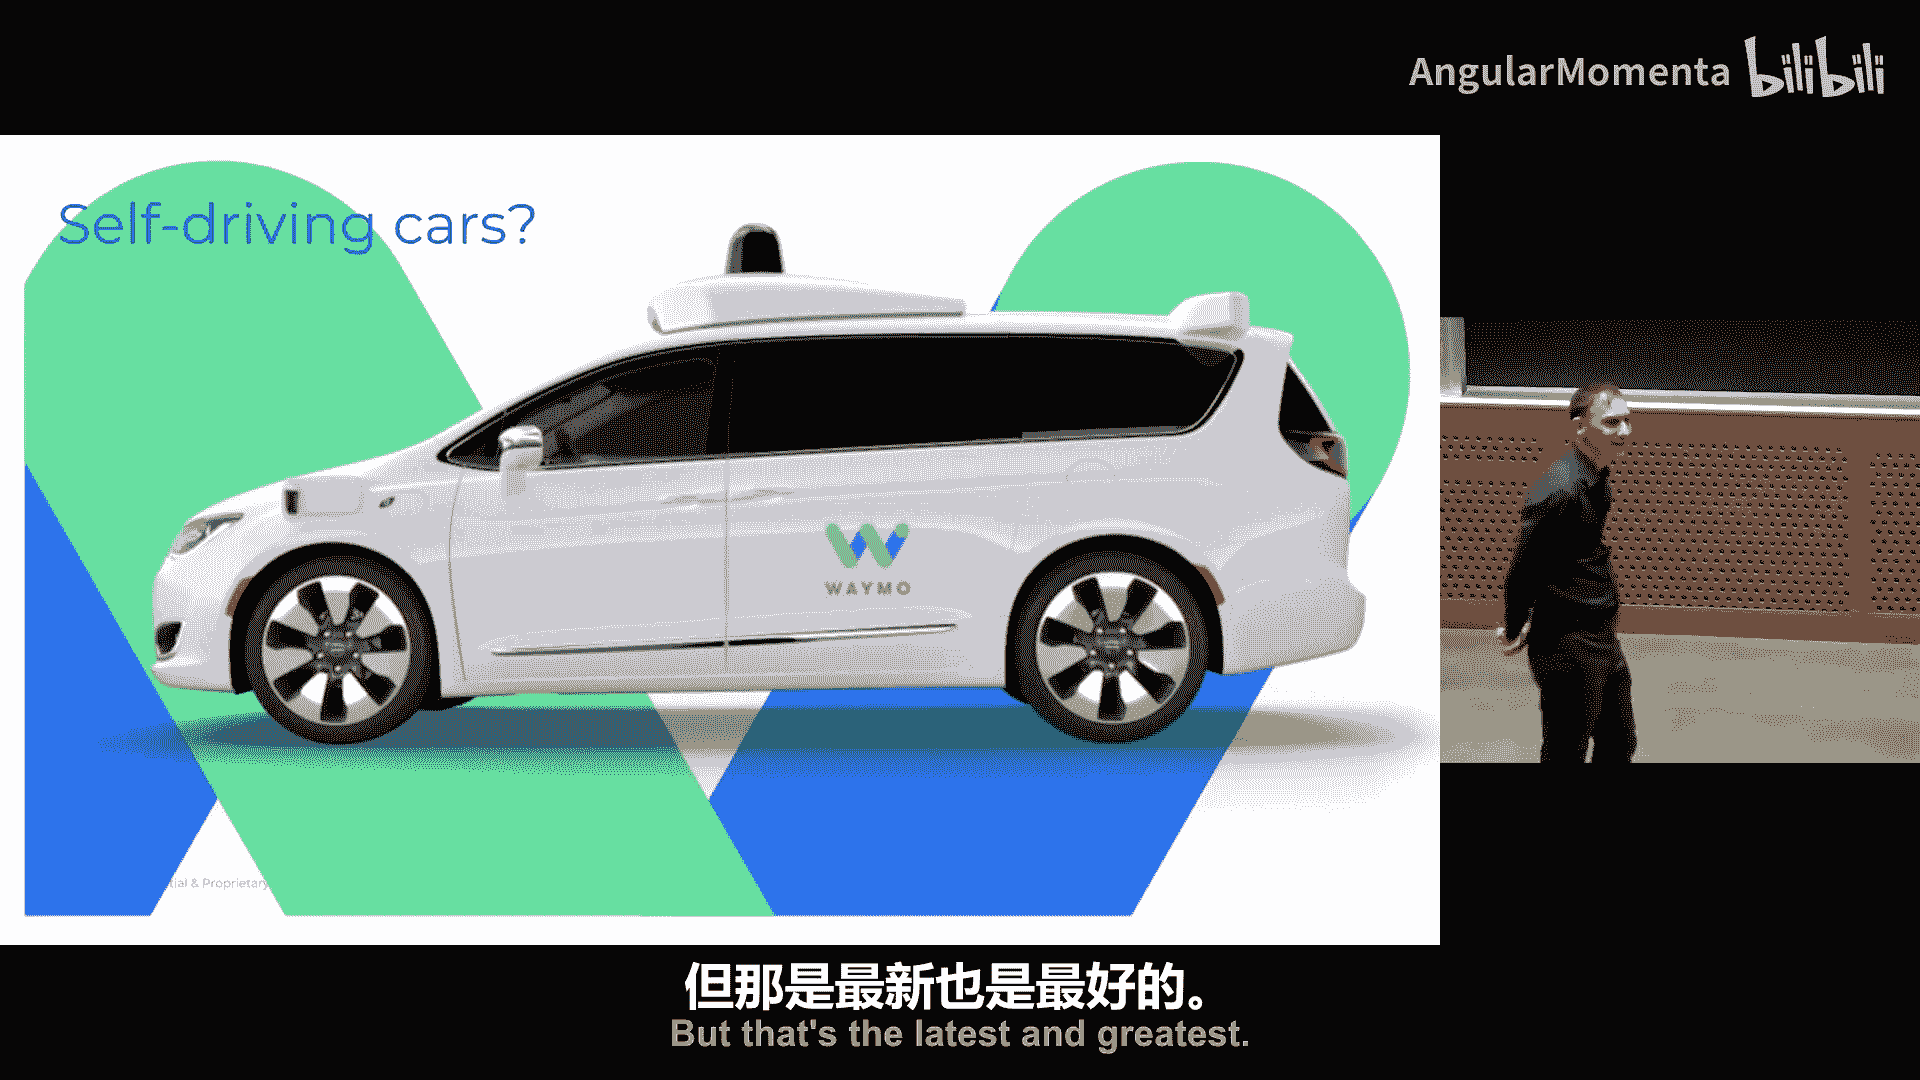 AngularMomenta bilibili
Self-driving cars?
WAYMO
tial & Proprietary
但那是最新也是最好的。
But that's the latest and greatest.